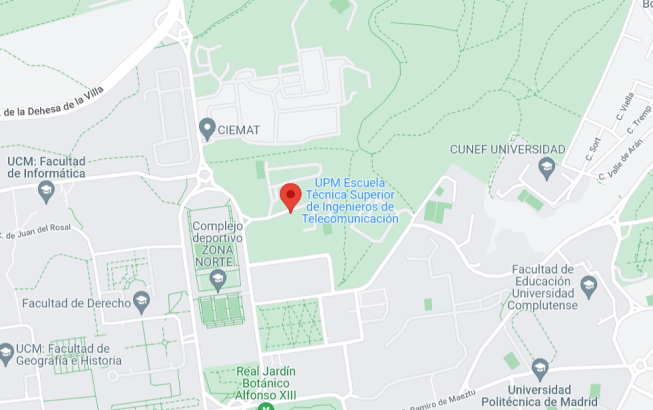 Bo
. de la Dehesa de la Villa
C. Viella
C. Tremp
C. Sort
C. Valle de Arán
CIEMAT
CUNEF UNIVERSIDAD
UCM: Facultad
de Informática
UPM Escuela
Técnica Superior
de Ingenieros de
Telecomunicación
C. de Juan del Rosal
Complejo
deportivo
ZONA
NORTE...
Facultad de Derecho
Facultad de
Educación
Universidad
Complutense
UCM: Facultad de
Geografía e Historia
Real Jardín
Botánico
Alfonso XIII
Ramiro de Maeztu
Universidad
Politécnica de Madrid